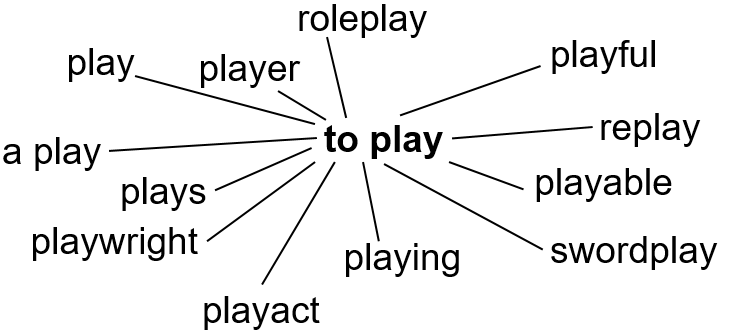 roleplay
play
player
playful
to play
replay
a play
plays
playable
playwright
playing
swordplay
playact